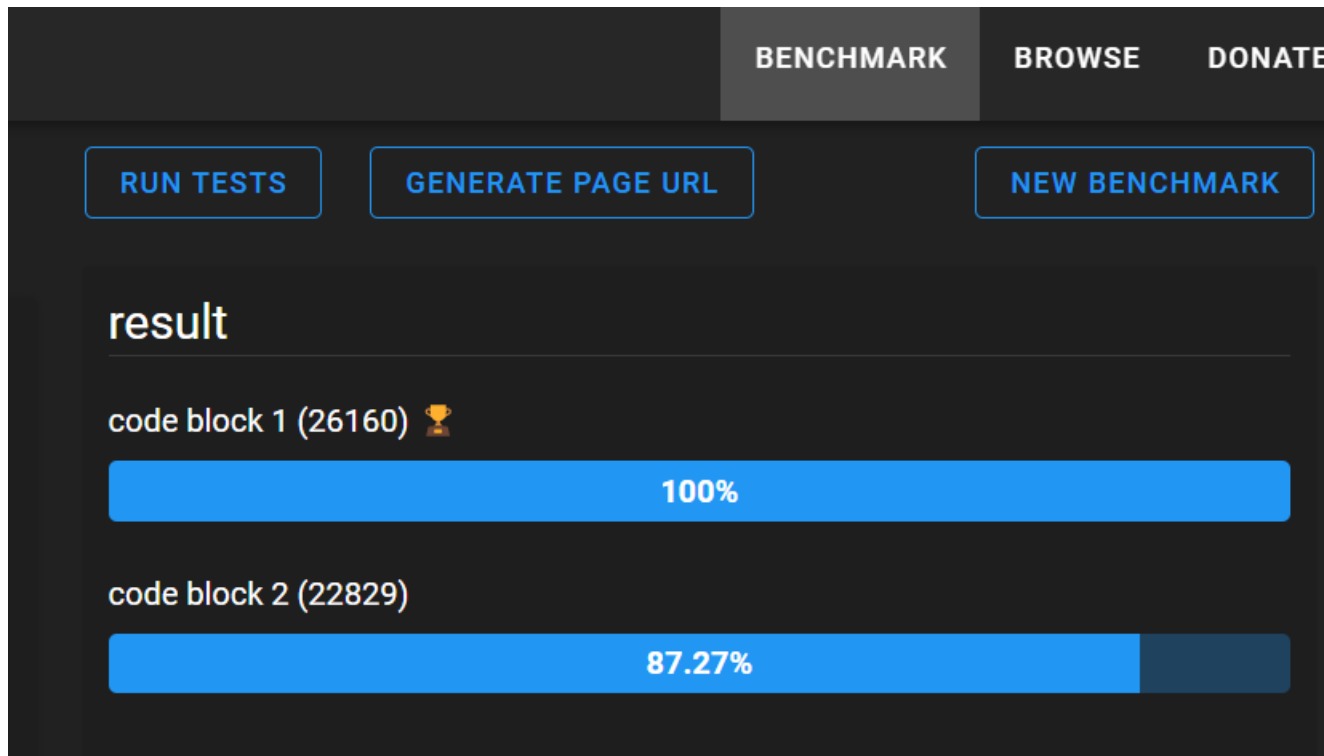 BENCHMARK BROWSE DONATE
RUN TESTS GENERATE PAGE URL NEW BENCHMARK
result
code block 1 (26160) 🏆
100%
code block 2 (22829)
87.27%